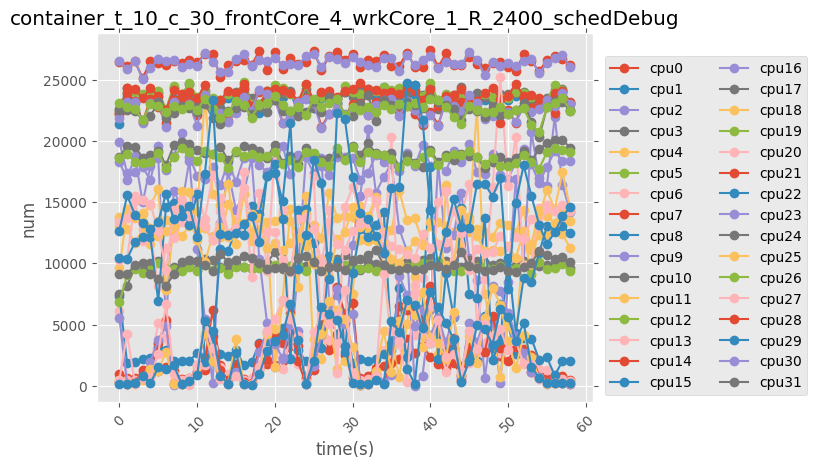 container_t_10_c_30_frontCore_4_wrkCore_1_R_2400_schedDebug
num
25000
20000
15000
10000
5000
0
0
10
20
30
40
50
60
time(s)
cpu0
cpu1
cpu2
cpu3
cpu4
cpu5
cpu6
cpu7
cpu8
cpu9
cpu10
cpu11
cpu12
cpu13
cpu14
cpu15
cpu16
cpu17
cpu18
cpu19
cpu20
cpu21
cpu22
cpu23
cpu24
cpu25
cpu26
cpu27
cpu28
cpu29
cpu30
cpu31